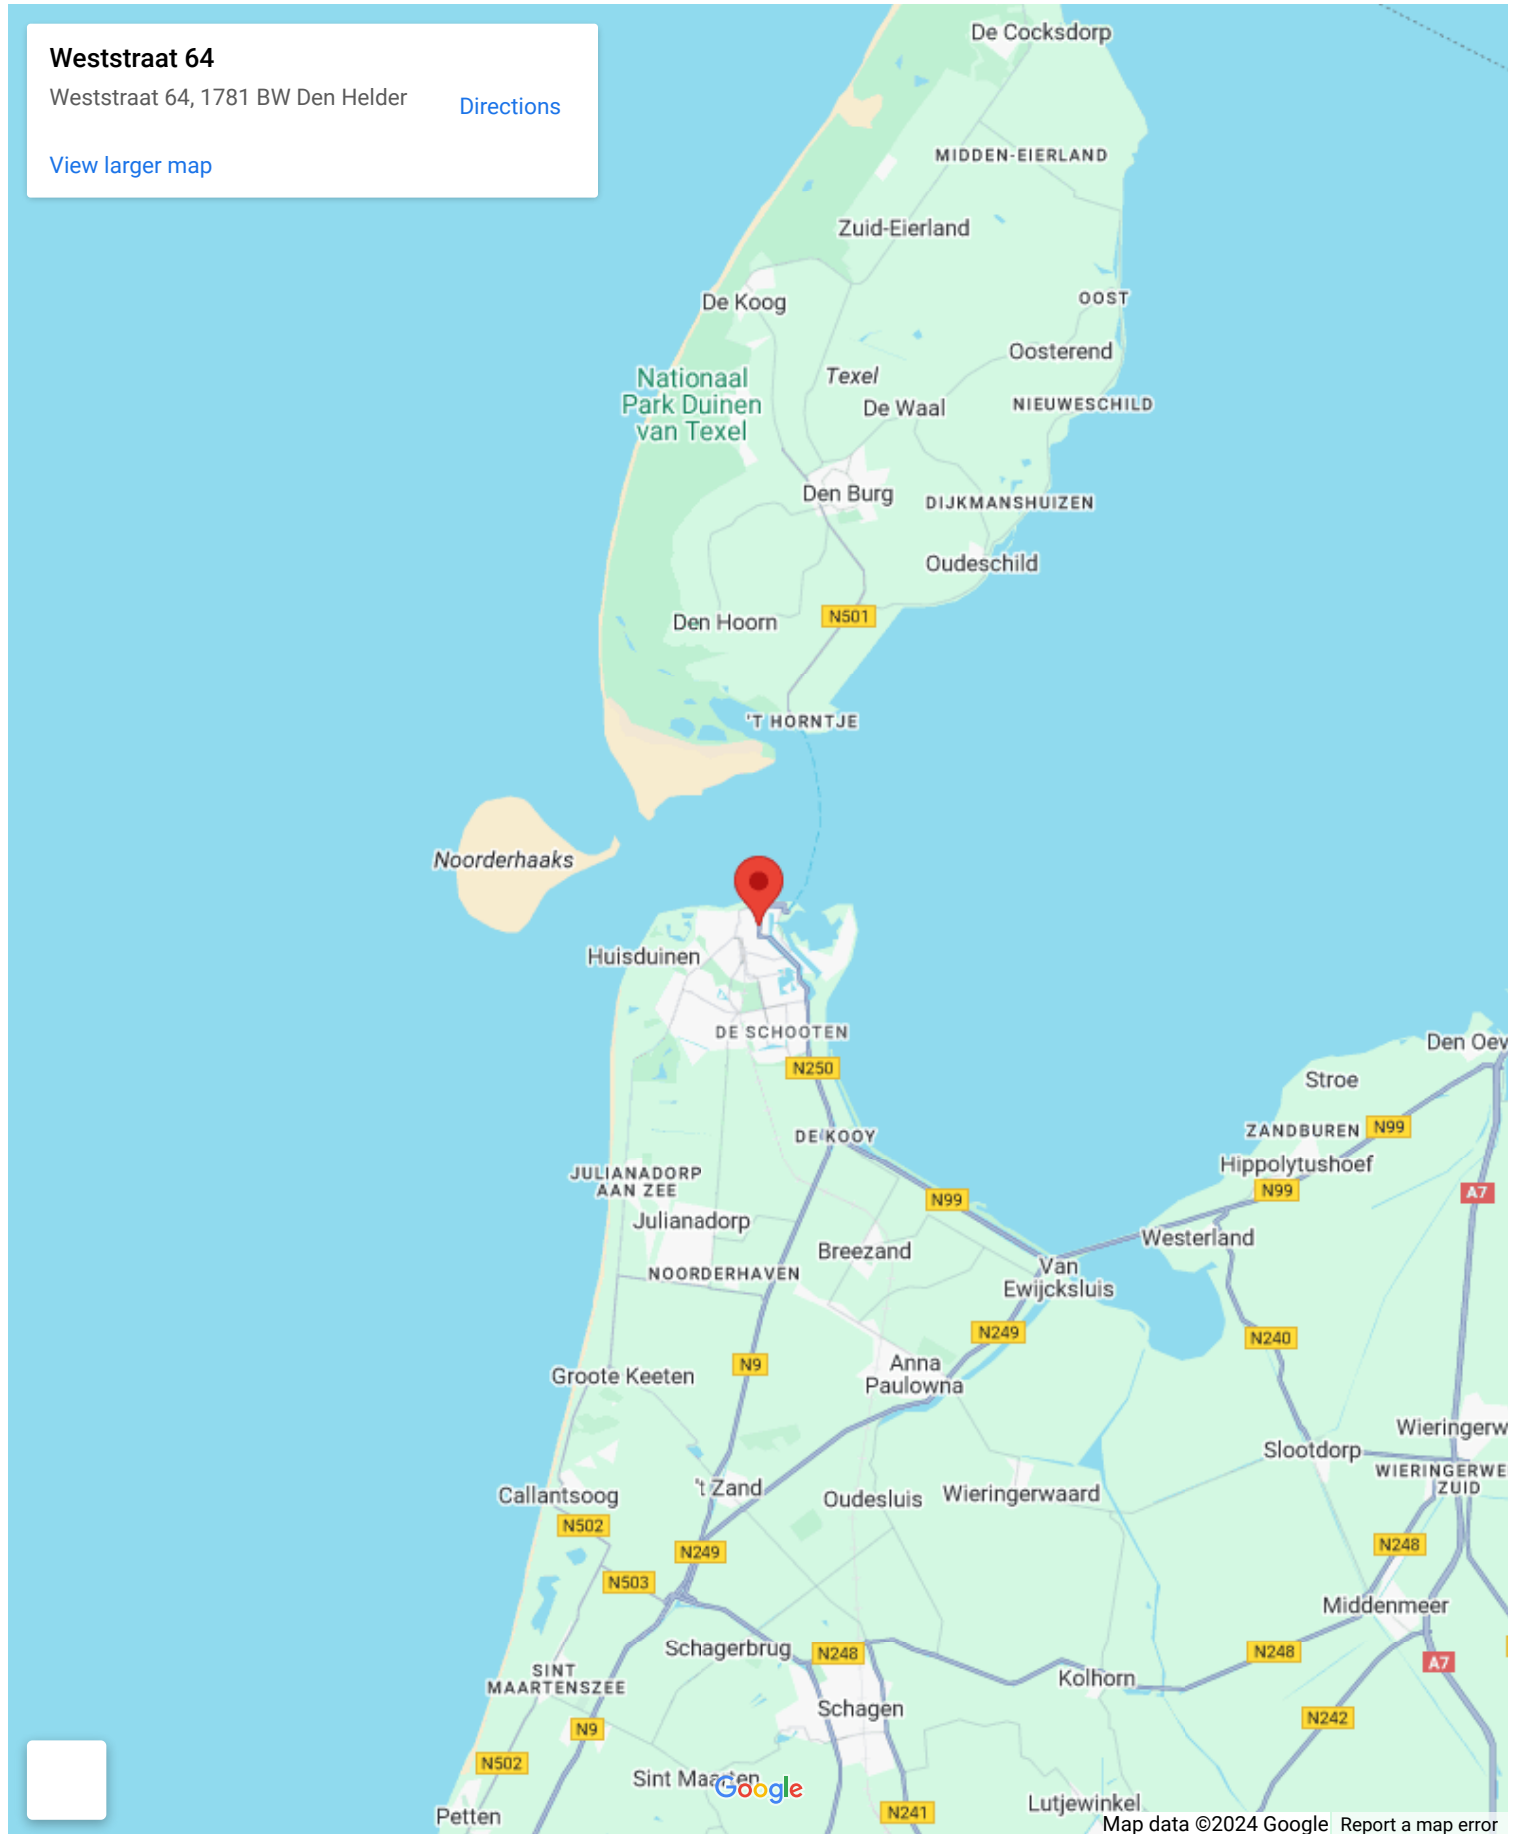 Weststraat 64
Weststraat 64, 1781 BW Den Helder
Directions
View larger map
De Cocksdorp
MIDDEN-EIERLAND
Zuid-Eierland
De Koog
OOST
Oosterend
Nationaal
Park Duinen
van Texel
Texel
De Waal
NIEUWESCHILD
Den Burg
DIJKMANSHUIZEN
Oudeschild
N501
Den Hoorn
'T HORNTJE
Noorderhaaks
Huisduinen
DE SCHOOTEN
Den Oev
N250
Stroe
N99
ZANDBUREN
DE KOOY
Hippolytushoef
JULIANADORP
AAN ZEE
N99
A7
N99
Julianadorp
Westerland
Breezand
NOORDERHAVEN
Van
Ewijcksluis
N249
N240
N9
Anna
Paulowna
Groote Keeten
Wieringerw
Slootdorp
WIERINGERWE
ZUID
't Zand
Callantsoog
Oudesluis
Wieringerwaard
N502
N248
N249
N503
Middenmeer
Schagerbrug
N248
N248
A7
SINT
MAARTENSZEE
Kolhorn
Schagen
N242
N9
N502
Sint Maarten
Google
Lutjewinkel
N241
Petten
Map data ©2024 Google
Report a map error